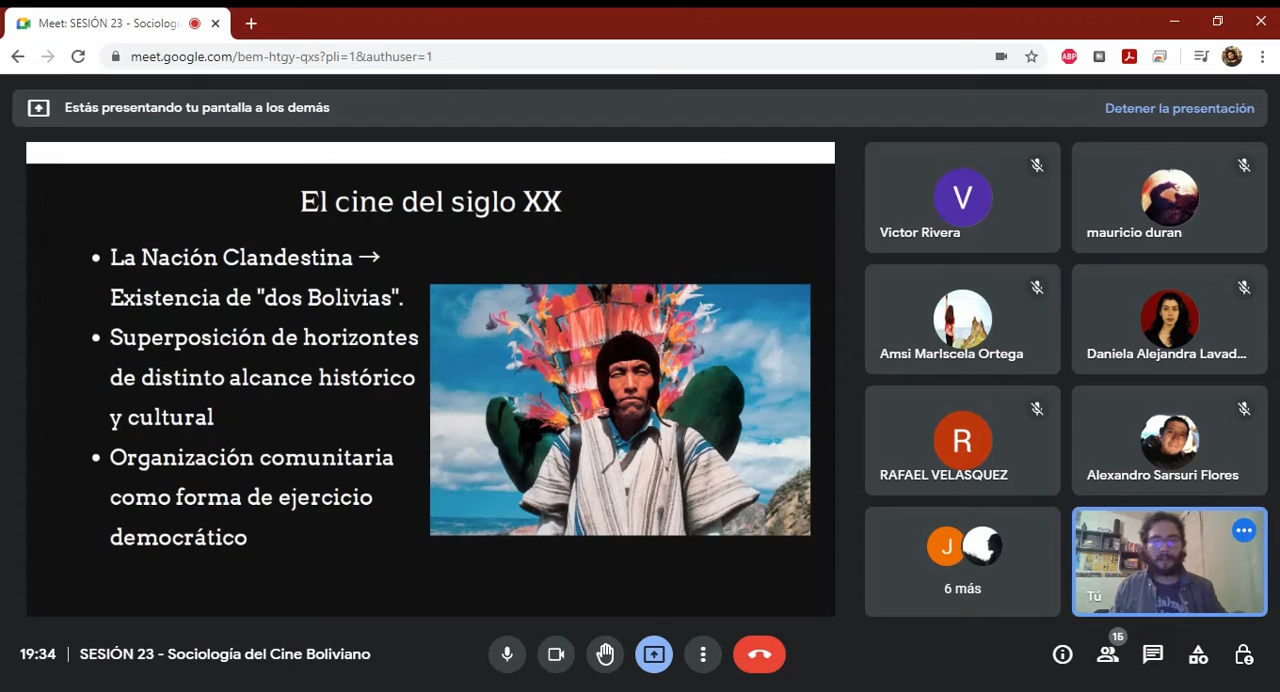 Meet: SESIÓN 23 - Sociolog
meet.google.com/bem-htgy-qxs?pli=1&authuser=1
ABP
Estás presentando tu pantalla a los demás
Detener la presentación
El cine del siglo XX
• La Nación Clandestina →
Existencia de "dos Bolivias".
• Superposición de horizontes
de distinto alcance histórico
y cultural
• Organización comunitaria
como forma de ejercicio
democrático
V
Victor Rivera
mauricio duran
Amsi MarIscela Ortega
Daniela Alejandra Lavad...
R
RAFAEL VELASQUEZ
Alexandro Sarsuri Flores
J
6 más
Tú
19:34 | SESIÓN 23 - Sociología del Cine Boliviano
15